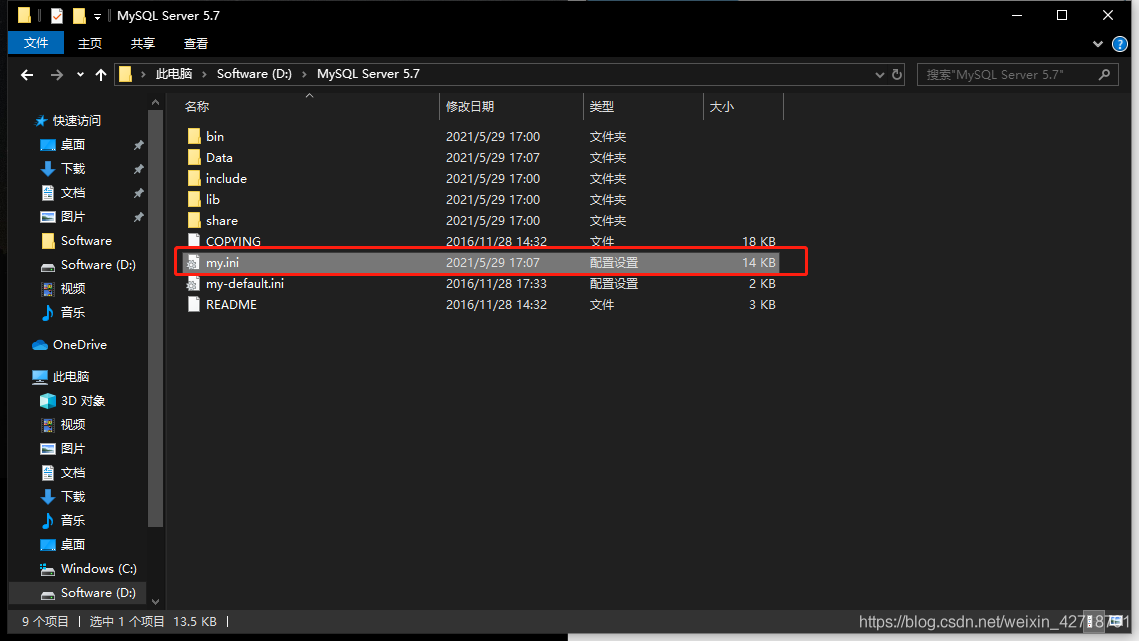 MySQL Server 5.7
文件 主页 共享 查看
此电脑 Software (D:) MySQL Server 5.7 搜索"MySQL Server 5.7"
名称 修改日期 类型 大小
快速访问
桌面
下载
文档
图片
Software
Software (D:)
视频
音乐
OneDrive
此电脑
3D 对象
视频
图片
文档
下载
音乐
桌面
Windows (C:)
Software (D:)
bin 2021/5/29 17:00 文件夹
Data 2021/5/29 17:07 文件夹
include 2021/5/29 17:00 文件夹
lib 2021/5/29 17:00 文件夹
share 2021/5/29 17:00 文件夹
COPYING 2016/11/28 14:32 文件 18 KB
my.ini 2021/5/29 17:07 配置设置 14 KB
my-default.ini 2016/11/28 17:33 配置设置 2 KB
README 2016/11/28 14:32 文件 3 KB
9 个项目 选中 1 个项目 13.5 KB